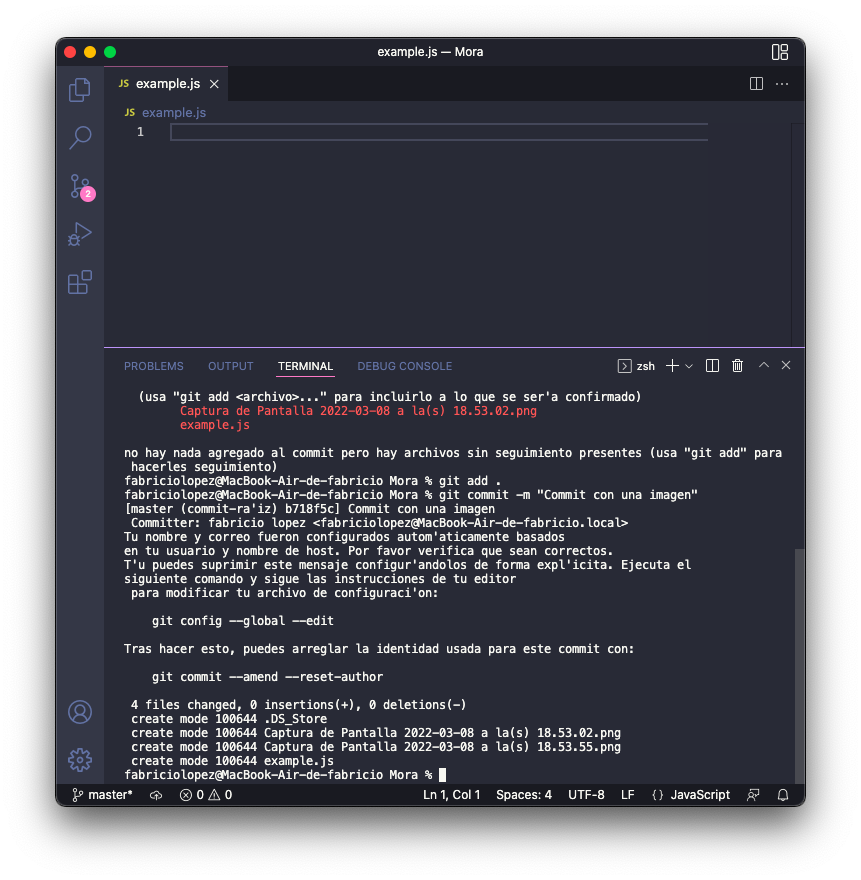 example.js — Mora
JS example.js
JS example.js
1
2
PROBLEMS OUTPUT TERMINAL DEBUG CONSOLE zsh
(usa "git add <archivo>..." para incluirlo a lo que se ser'a confirmado)
Captura de Pantalla 2022-03-08 a la(s) 18.53.02.png
example.js
no hay nada agregado al commit pero hay archivos sin seguimiento presentes (usa "git add" para
hacerles seguimiento)
fabriciolopez@MacBook-Air-de-fabricio Mora % git add .
fabriciolopez@MacBook-Air-de-fabricio Mora % git commit -m "Commit con una imagen"
[master (commit-ra'iz) b718f5c] Commit con una imagen
Committer: fabricio lopez <fabriciolopez@MacBook-Air-de-fabricio.local>
Tu nombre y correo fueron configurados autom'aticamente basados
en tu usuario y nombre de host. Por favor verifica que sean correctos.
T'u puedes suprimir este mensaje configur'andolos de forma expl'icita. Ejecuta el
siguiente comando y sigue las instrucciones de tu editor
para modificar tu archivo de configuraci'on:
git config --global --edit
Tras hacer esto, puedes arreglar la identidad usada para este commit con:
git commit --amend --reset-author
4 files changed, 0 insertions(+), 0 deletions(-)
create mode 100644 .DS_Store
create mode 100644 Captura de Pantalla 2022-03-08 a la(s) 18.53.02.png
create mode 100644 Captura de Pantalla 2022-03-08 a la(s) 18.53.55.png
create mode 100644 example.js
fabriciolopez@MacBook-Air-de-fabricio Mora %
master* 0 0 Ln 1, Col 1 Spaces: 4 UTF-8 LF {} JavaScript